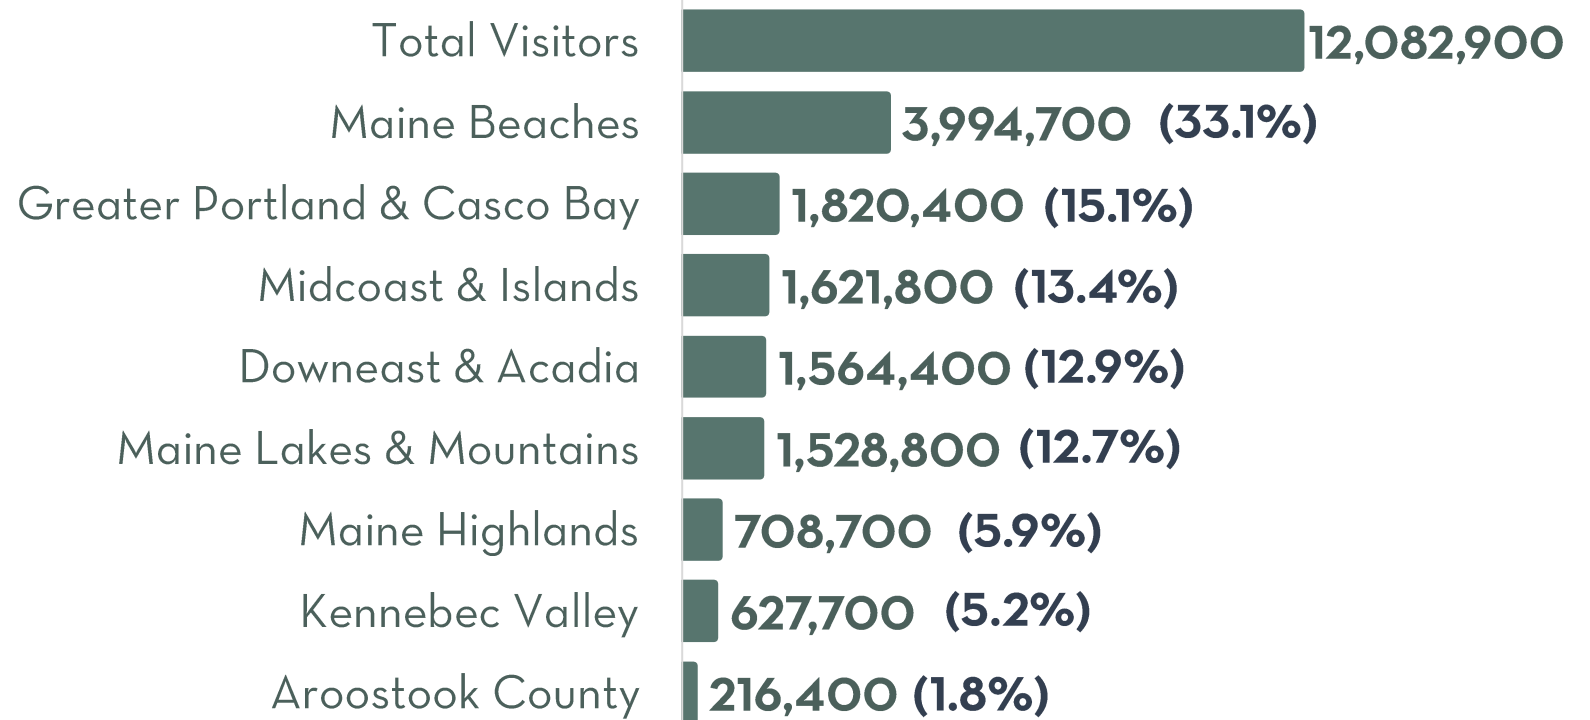 Total Visitors 12,082,900
Maine Beaches 3,994,700 (33.1%)
Greater Portland & Casco Bay 1,820,400 (15.1%)
Midcoast & Islands 1,621,800 (13.4%)
Downeast & Acadia 1,564,400 (12.9%)
Maine Lakes & Mountains 1,528,800 (12.7%)
Maine Highlands 708,700 (5.9%)
Kennebec Valley 627,700 (5.2%)
Aroostook County 216,400 (1.8%)